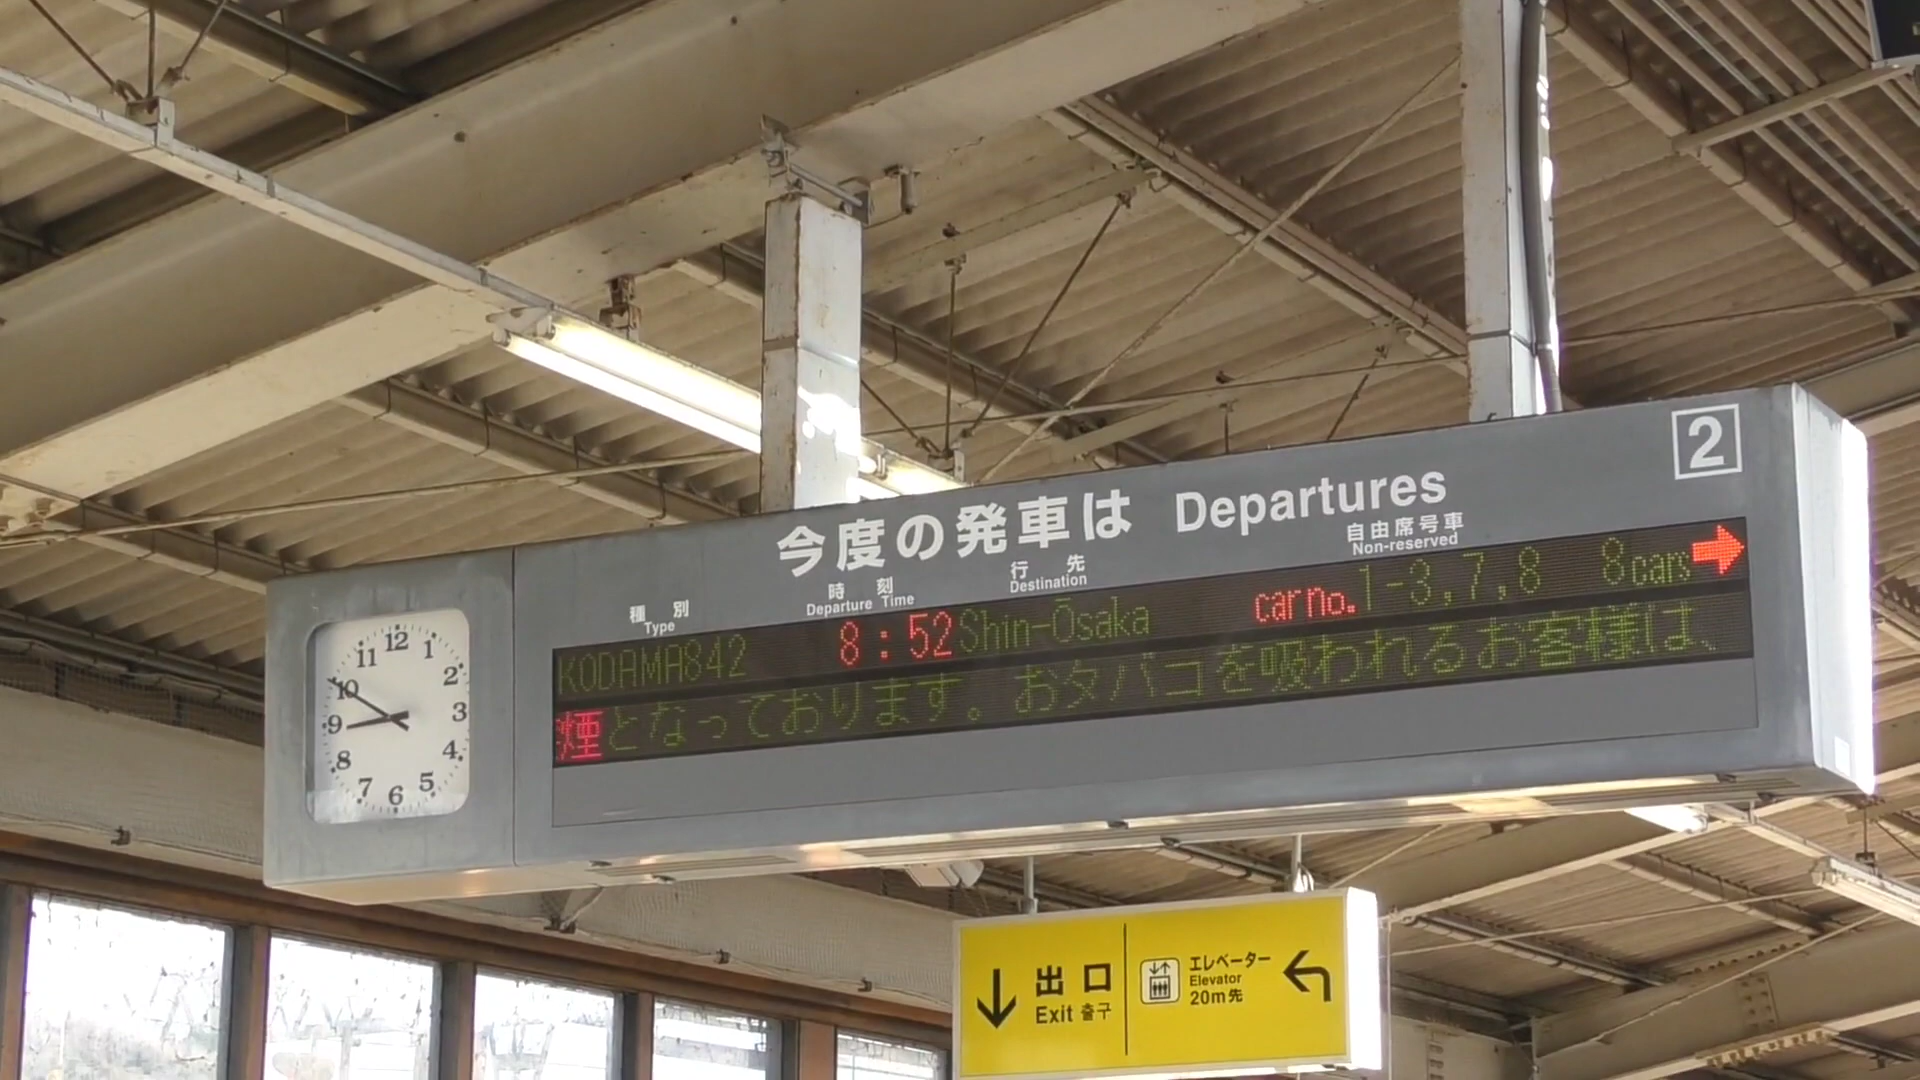 2
今度の発車は Departures
種別 時刻 行先 自由席号車
Type Departure Time Destination Non-reserved
KODAMA842 8:52 Shin-Ōsaka car no. 1-3,7,8 8cars
煙となっております。おタバコを吸われるお客様は、
12
1
2
3
4
5
6
7
8
9
10
11
出口
Exit 출구
エレベーター
Elevator
20m先